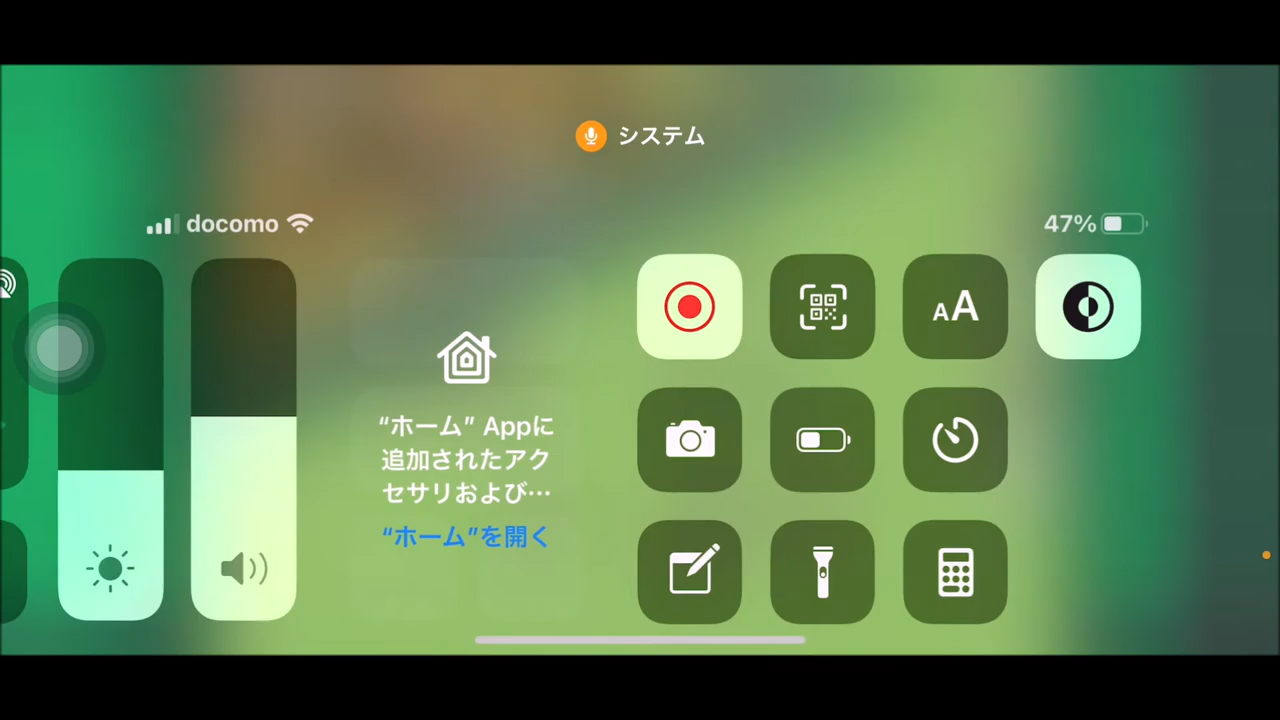 システム
docomo
47%
AA
“ホーム” Appに
追加されたアク
セサリおよび…
“ホーム”を開く